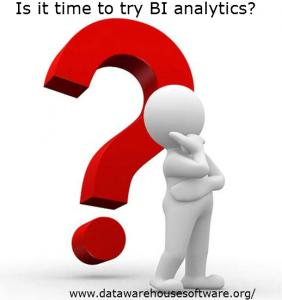 Is it time to try BI analytics?
www.datawarehousesoftware.org/